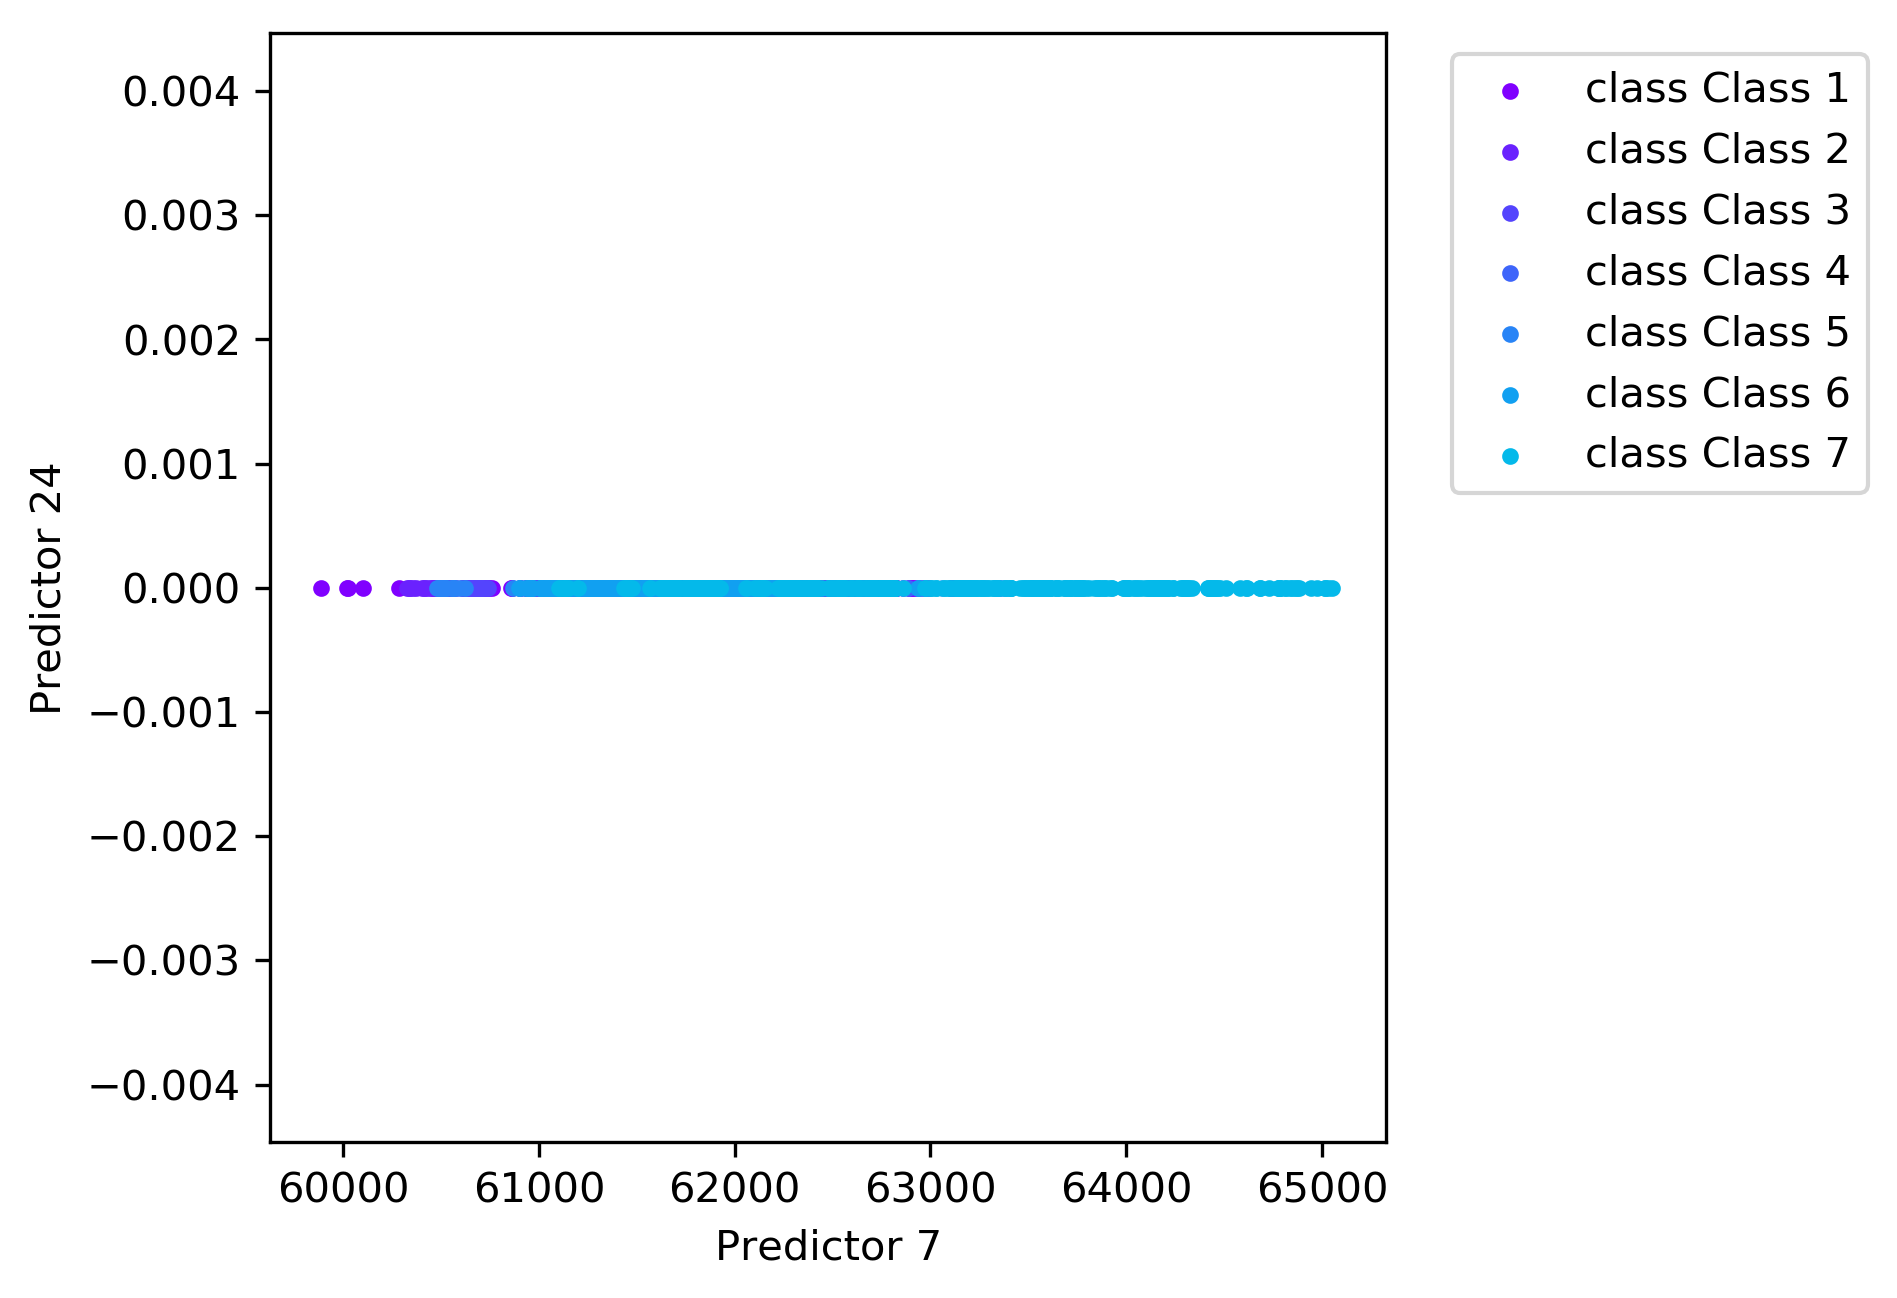 0.004
0.003
0.002
0.001
0.000
−0.001
−0.002
−0.003
−0.004
Predictor 24
60000 61000 62000 63000 64000 65000
Predictor 7
class Class 1
class Class 2
class Class 3
class Class 4
class Class 5
class Class 6
class Class 7